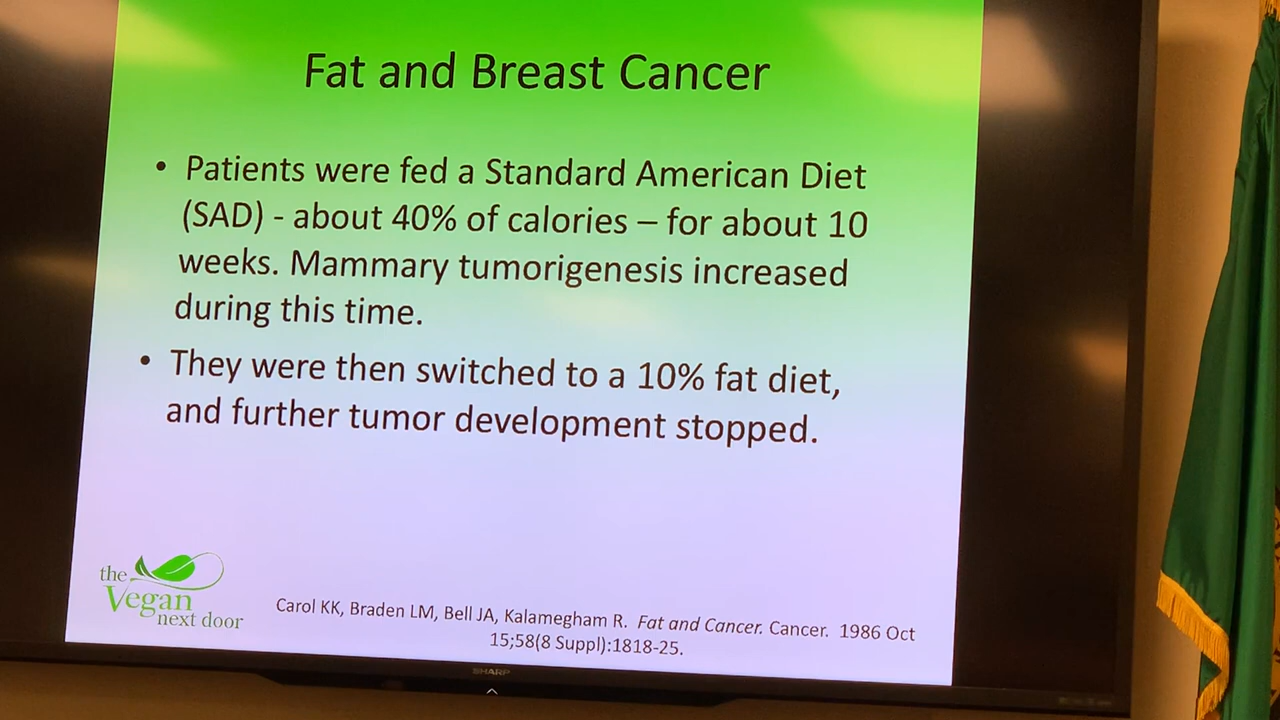 Fat and Breast Cancer
• Patients were fed a Standard American Diet
(SAD) - about 40% of calories – for about 10
weeks. Mammary tumorigenesis increased
during this time.
• They were then switched to a 10% fat diet,
and further tumor development stopped.
the
Vegan
next door
Carol KK, Braden LM, Bell JA, Kalamegham R. Fat and Cancer. Cancer. 1986 Oct
15;58(8 Suppl):1818-25.
SHARP